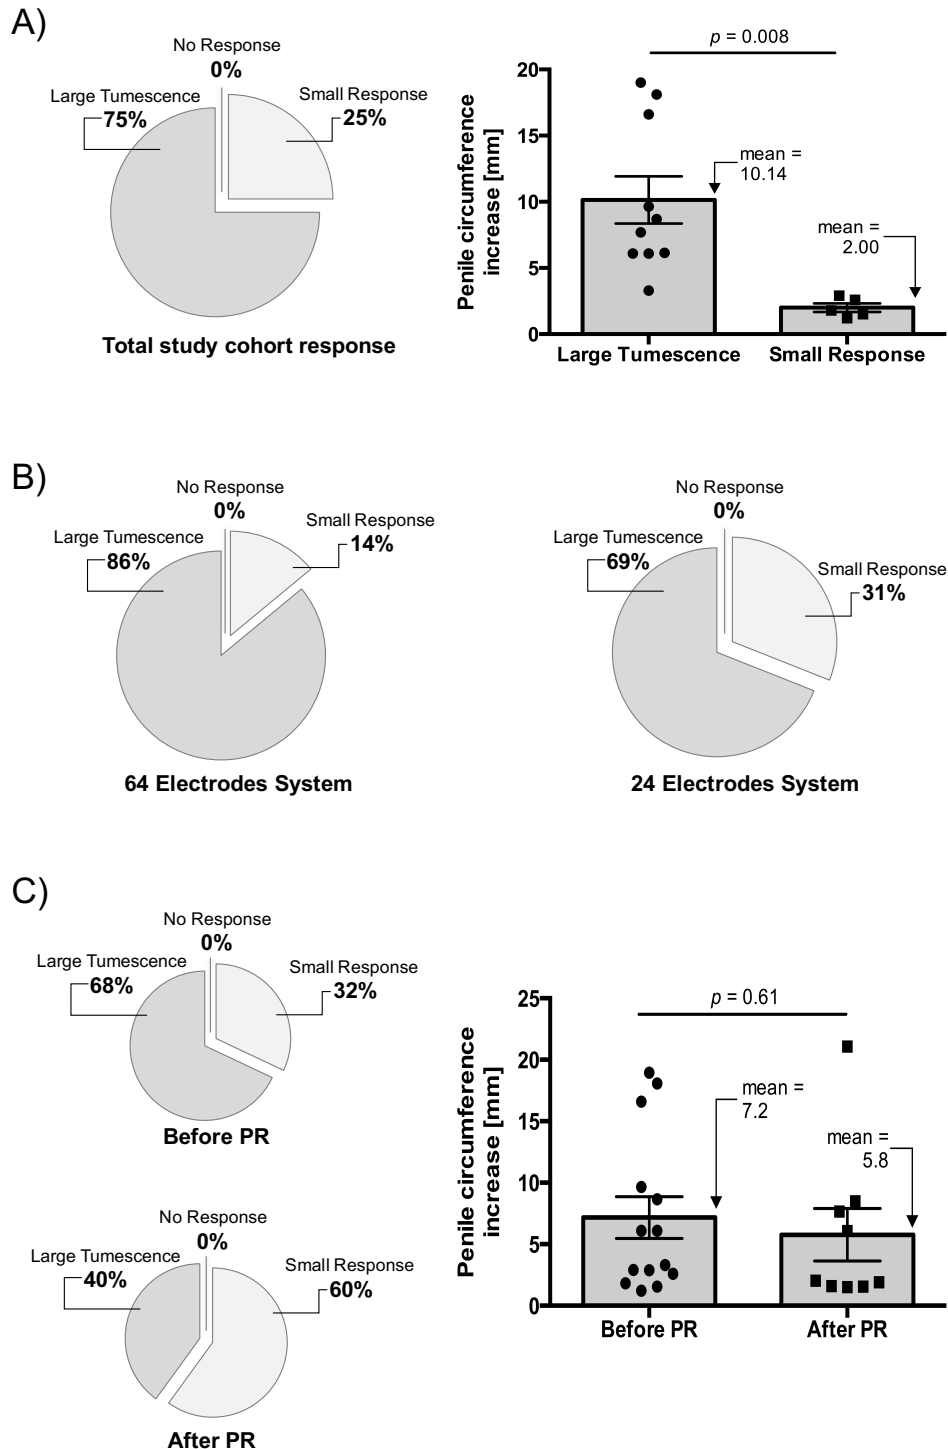 A)
No Response
0%
Large Tumescence
75%
Small Response
25%
Total study cohort response
p = 0.008
Penile circumference
increase [mm]
20
15
10
5
0
mean =
10.14
mean =
2.00
Large Tumescence
Small Response
B)
No Response
0%
Large Tumescence
86%
Small Response
14%
64 Electrodes System
No Response
0%
Large Tumescence
69%
Small Response
31%
24 Electrodes System
C)
No Response
0%
Large Tumescence
68%
Small Response
32%
Before PR
No Response
0%
Large Tumescence
40%
Small Response
60%
After PR
p = 0.61
Penile circumference
increase [mm]
25
20
15
10
5
0
mean =
7.2
mean =
5.8
Before PR
After PR